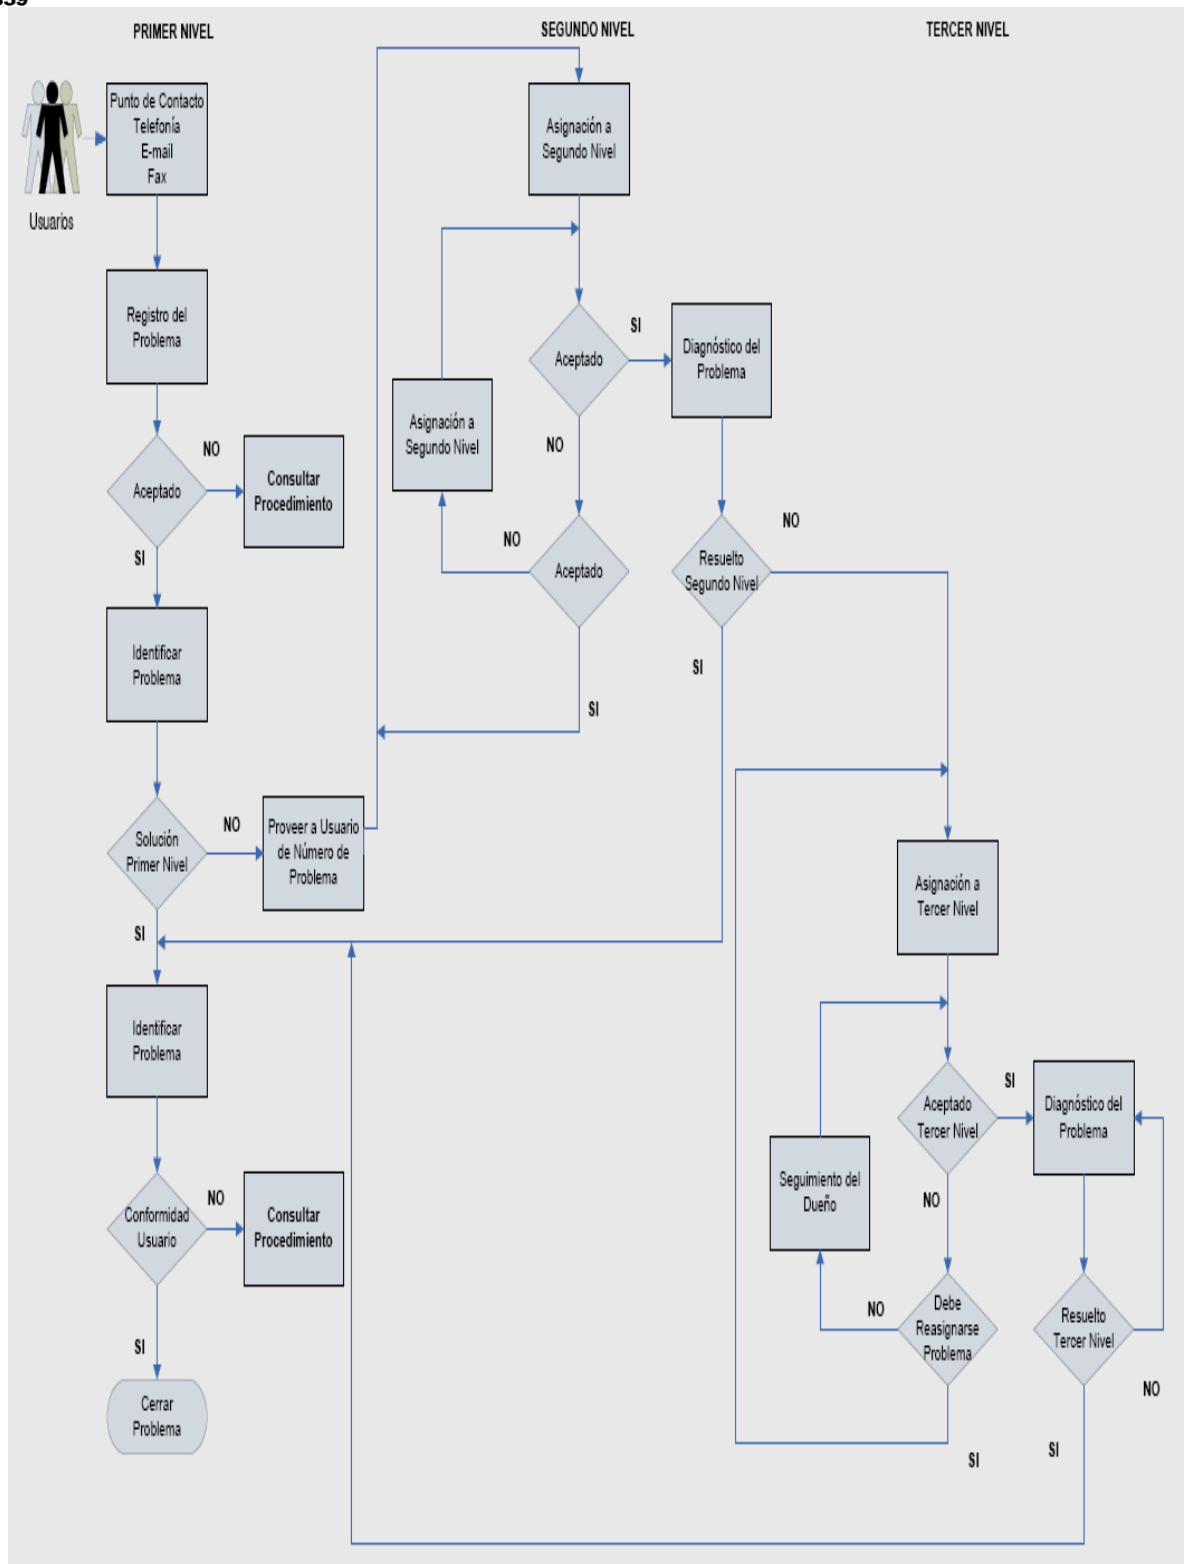 PRIMER NIVEL
SEGUNDO NIVEL
TERCER NIVEL
Usuarios
Punto de Contacto
Telefonía
E-mail
Fax
Registro del
Problema
Aceptado
NO
Consultar
Procedimiento
SI
Identificar
Problema
Solución
Primer Nivel
NO
Proveer a Usuario
de Número de
Problema
SI
Identificar
Problema
Conformidad
Usuario
NO
Consultar
Procedimiento
SI
Cerrar
Problema
Asignación a
Segundo Nivel
Aceptado
SI
Diagnóstico del
Problema
NO
Asignación a
Segundo Nivel
NO
Aceptado
SI
Resuelto
Segundo Nivel
NO
SI
Asignación a
Tercer Nivel
Aceptado
Tercer Nivel
SI
Diagnóstico del
Problema
NO
Seguimiento del
Dueño
NO
Debe
Reasignarse
Problema
SI
Resuelto
Tercer Nivel
NO
SI